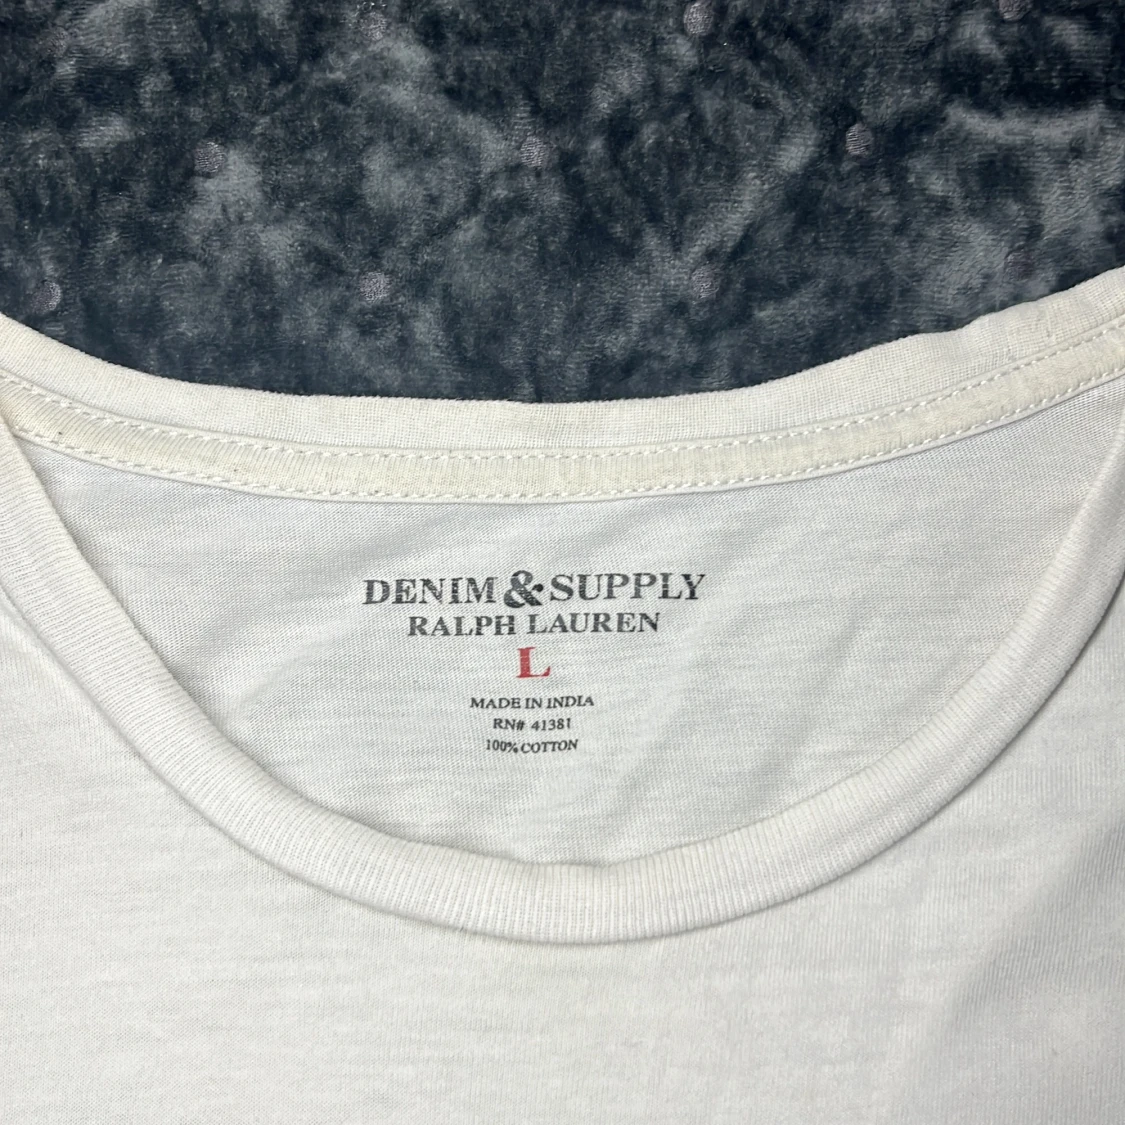 DENIM & SUPPLY
RALPH LAUREN
L
MADE IN INDIA
RN# 41381
100% COTTON